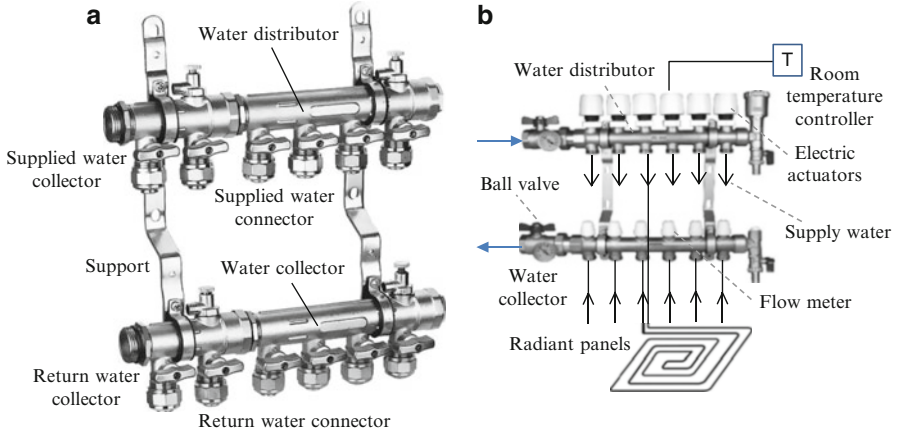 a
Water distributor
Supplied water
collector
Supplied water
connector
Support
Water collector
Return water
collector
Return water connector
b
T
Water distributor
Room
temperature
controller
Electric
actuators
Ball valve
Supply water
Water
collector
Flow meter
Radiant panels